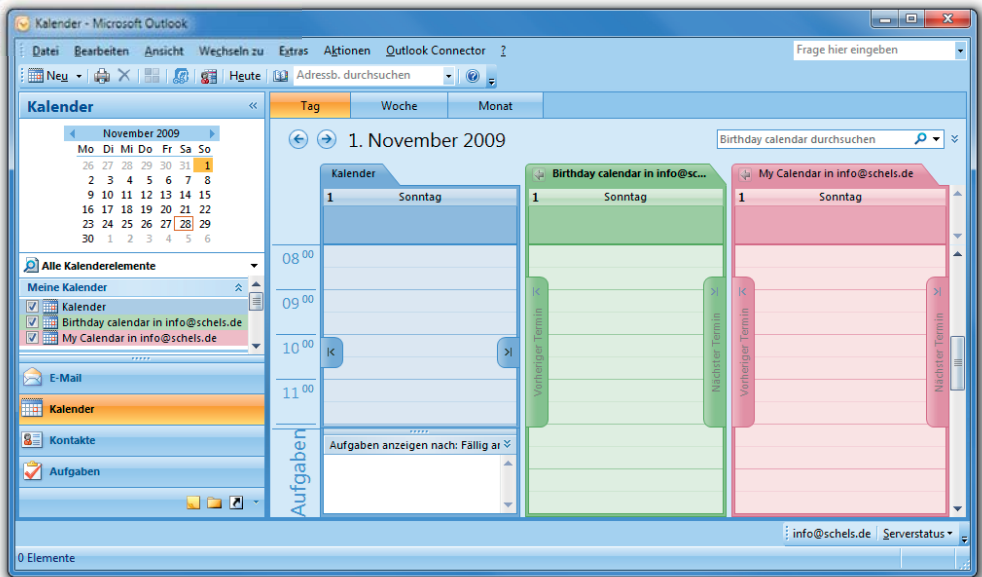 Kalender - Microsoft Outlook
Datei Bearbeiten Ansicht Wechseln zu Extras Aktionen Outlook Connector ?
Frage hier eingeben
Neu Heute Adressb. durchsuchen
Kalender «
Tag Woche Monat
November 2009
Mo Di Mi Do Fr Sa So
26 27 28 29 30 31 1
2 3 4 5 6 7 8
9 10 11 12 13 14 15
16 17 18 19 20 21 22
23 24 25 26 27 28 29
30 1 2 3 4 5 6
Alle Kalenderelemente
Meine Kalender
Kalender
Birthday calendar in info@schels.de
My Calendar in info@schels.de
E-Mail
Kalender
Kontakte
Aufgaben
1. November 2009
Birthday calendar durchsuchen
Kalender
Birthday calendar in info@sc...
My Calendar in info@schels.de
1 Sonntag
1 Sonntag
1 Sonntag
08 00
09 00
10 00
11 00
Vorheriger Termin
Nächster Termin
Vorheriger Termin
Nächster Termin
Aufgaben
Aufgaben anzeigen nach: Fällig ar
info@schels.de Serverstatus
0 Elemente